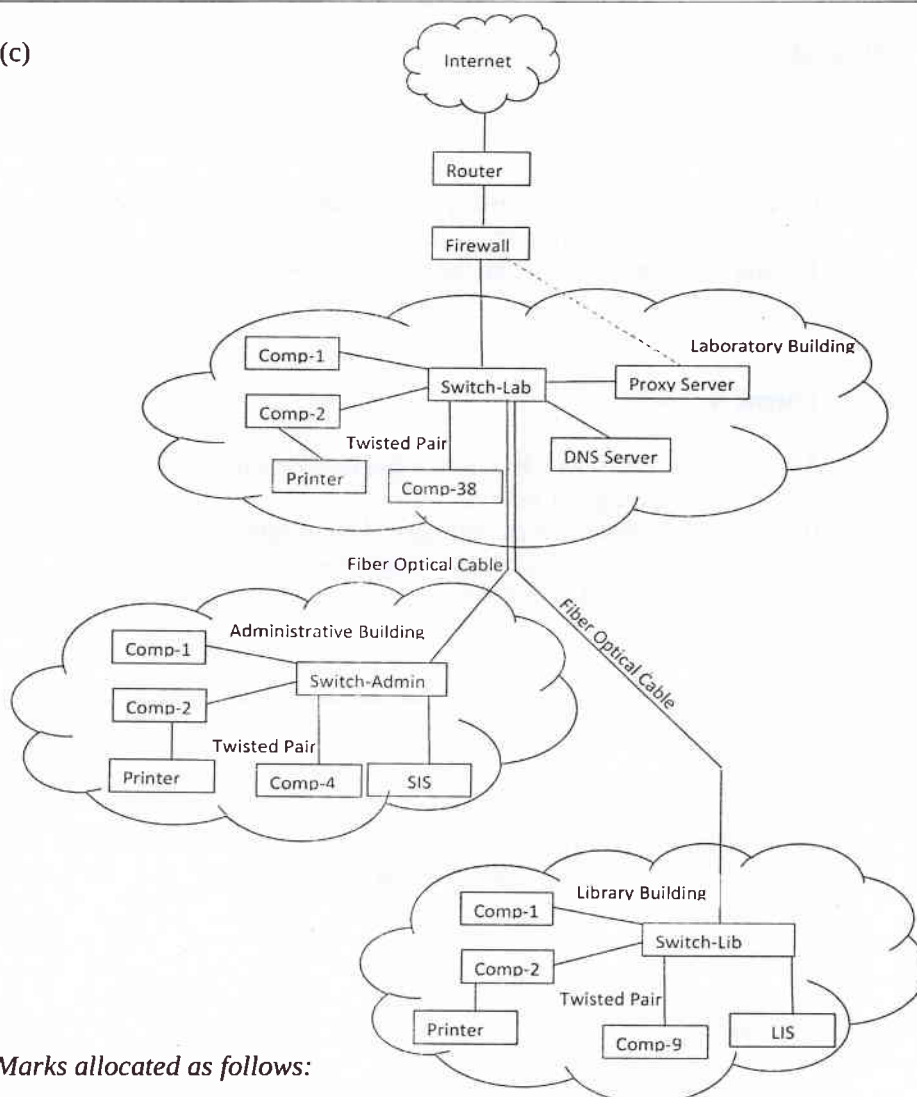 (c)
Internet
Router
Firewall
Laboratory Building
Comp-1
Switch-Lab
Proxy Server
Comp-2
Twisted Pair
DNS Server
Printer
Comp-38
Fiber Optical Cable
Fiber Optical Cable
Administrative Building
Comp-1
Switch-Admin
Comp-2
Twisted Pair
Printer
Comp-4
SIS
Library Building
Comp-1
Switch-Lib
Comp-2
Twisted Pair
Printer
Comp-9
LIS
Marks allocated as follows: